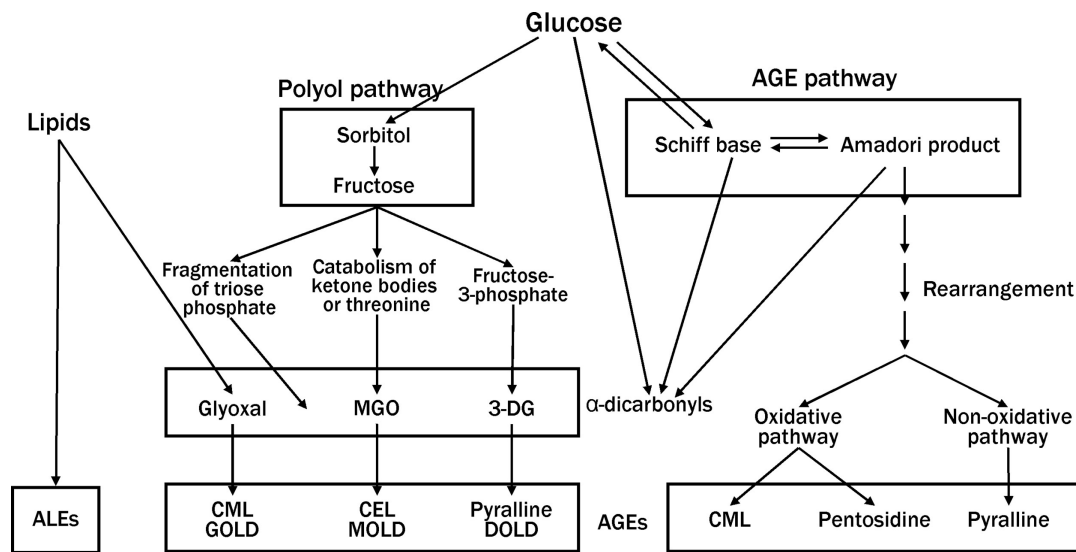 Glucose
Polyol pathway
AGE pathway
Lipids
Sorbitol
Fructose
Schiff base
Amadori product
Fragmentation
of triose
phosphate
Catabolism of
ketone bodies
or threonine
Fructose-
3-phosphate
Rearrangement
Glyoxal
MGO
3-DG
α-dicarbonyls
Oxidative
pathway
Non-oxidative
pathway
ALEs
CML
GOLD
CEL
MOLD
Pyralline
DOLD
AGEs
CML
Pentosidine
Pyralline